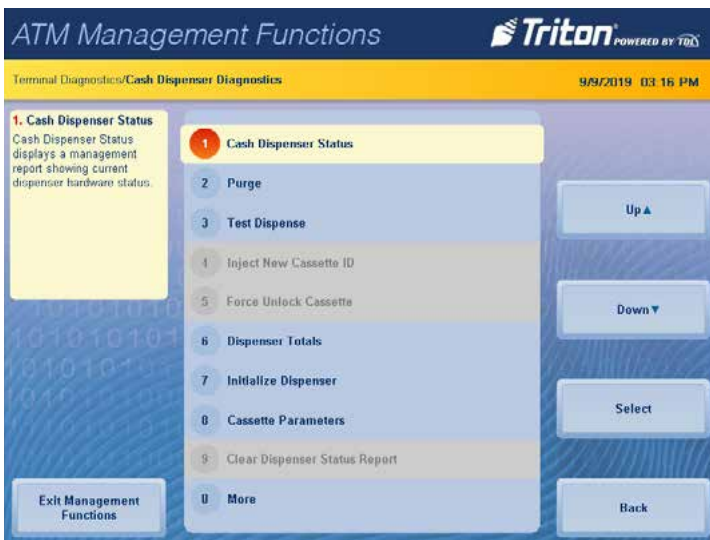 ATM Management Functions
Triton POWERED BY TDL
Terminal Diagnostics/Cash Dispenser Diagnostics
9/9/2019 03 16 PM
1. Cash Dispenser Status
Cash Dispenser Status
displays a management
report showing current
dispenser hardware status.
1 Cash Dispenser Status
2 Purge
3 Test Dispense
4 Inject New Cassette ID
5 Force Unlock Cassette
6 Dispenser Totals
7 Initialize Dispenser
8 Cassette Parameters
9 Clear Dispenser Status Report
0 More
Up▲
Down▼
Select
Back
Exit Management
Functions